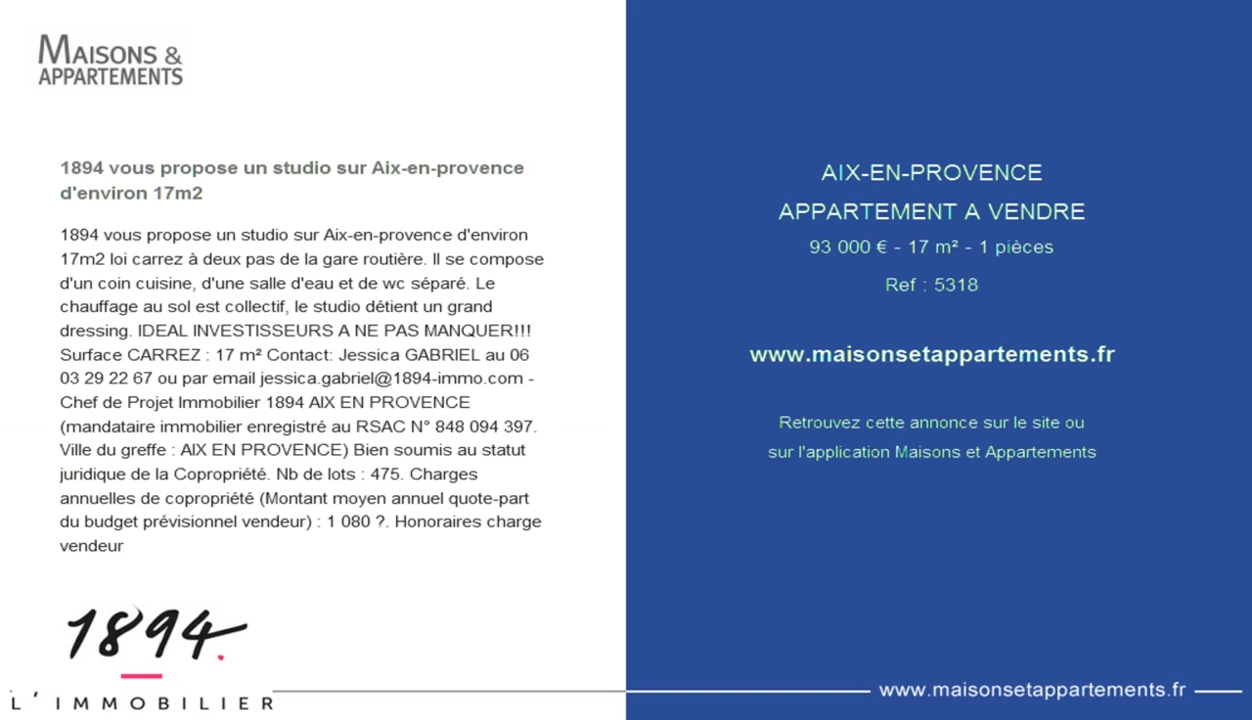 MAISONS &
APPARTEMENTS
1894 vous propose un studio sur Aix-en-provence
d'environ 17m2
1894 vous propose un studio sur Aix-en-provence d'environ
17m2 loi carrez à deux pas de la gare routière. Il se compose
d'un coin cuisine, d'une salle d'eau et de wc séparé. Le
chauffage au sol est collectif, le studio détient un grand
dressing. IDEAL INVESTISSEURS A NE PAS MANQUER!!!
Surface CARREZ : 17 m² Contact: Jessica GABRIEL au 06
03 29 22 67 ou par email jessica.gabriel@1894-immo.com -
Chef de Projet Immobilier 1894 AIX EN PROVENCE
(mandataire immobilier enregistré au RSAC N° 848 094 397.
Ville du greffe : AIX EN PROVENCE) Bien soumis au statut
juridique de la Copropriété. Nb de lots : 475. Charges
annuelles de copropriété (Montant moyen annuel quote-part
du budget prévisionnel vendeur) : 1 080 ?. Honoraires charge
vendeur
1894.
L'IMMOBILIER
AIX-EN-PROVENCE
APPARTEMENT A VENDRE
93 000 € - 17 m² - 1 pièces
Ref : 5318
www.maisonsetappartements.fr
Retrouvez cette annonce sur le site ou
sur l'application Maisons et Appartements
www.maisonsetappartements.fr